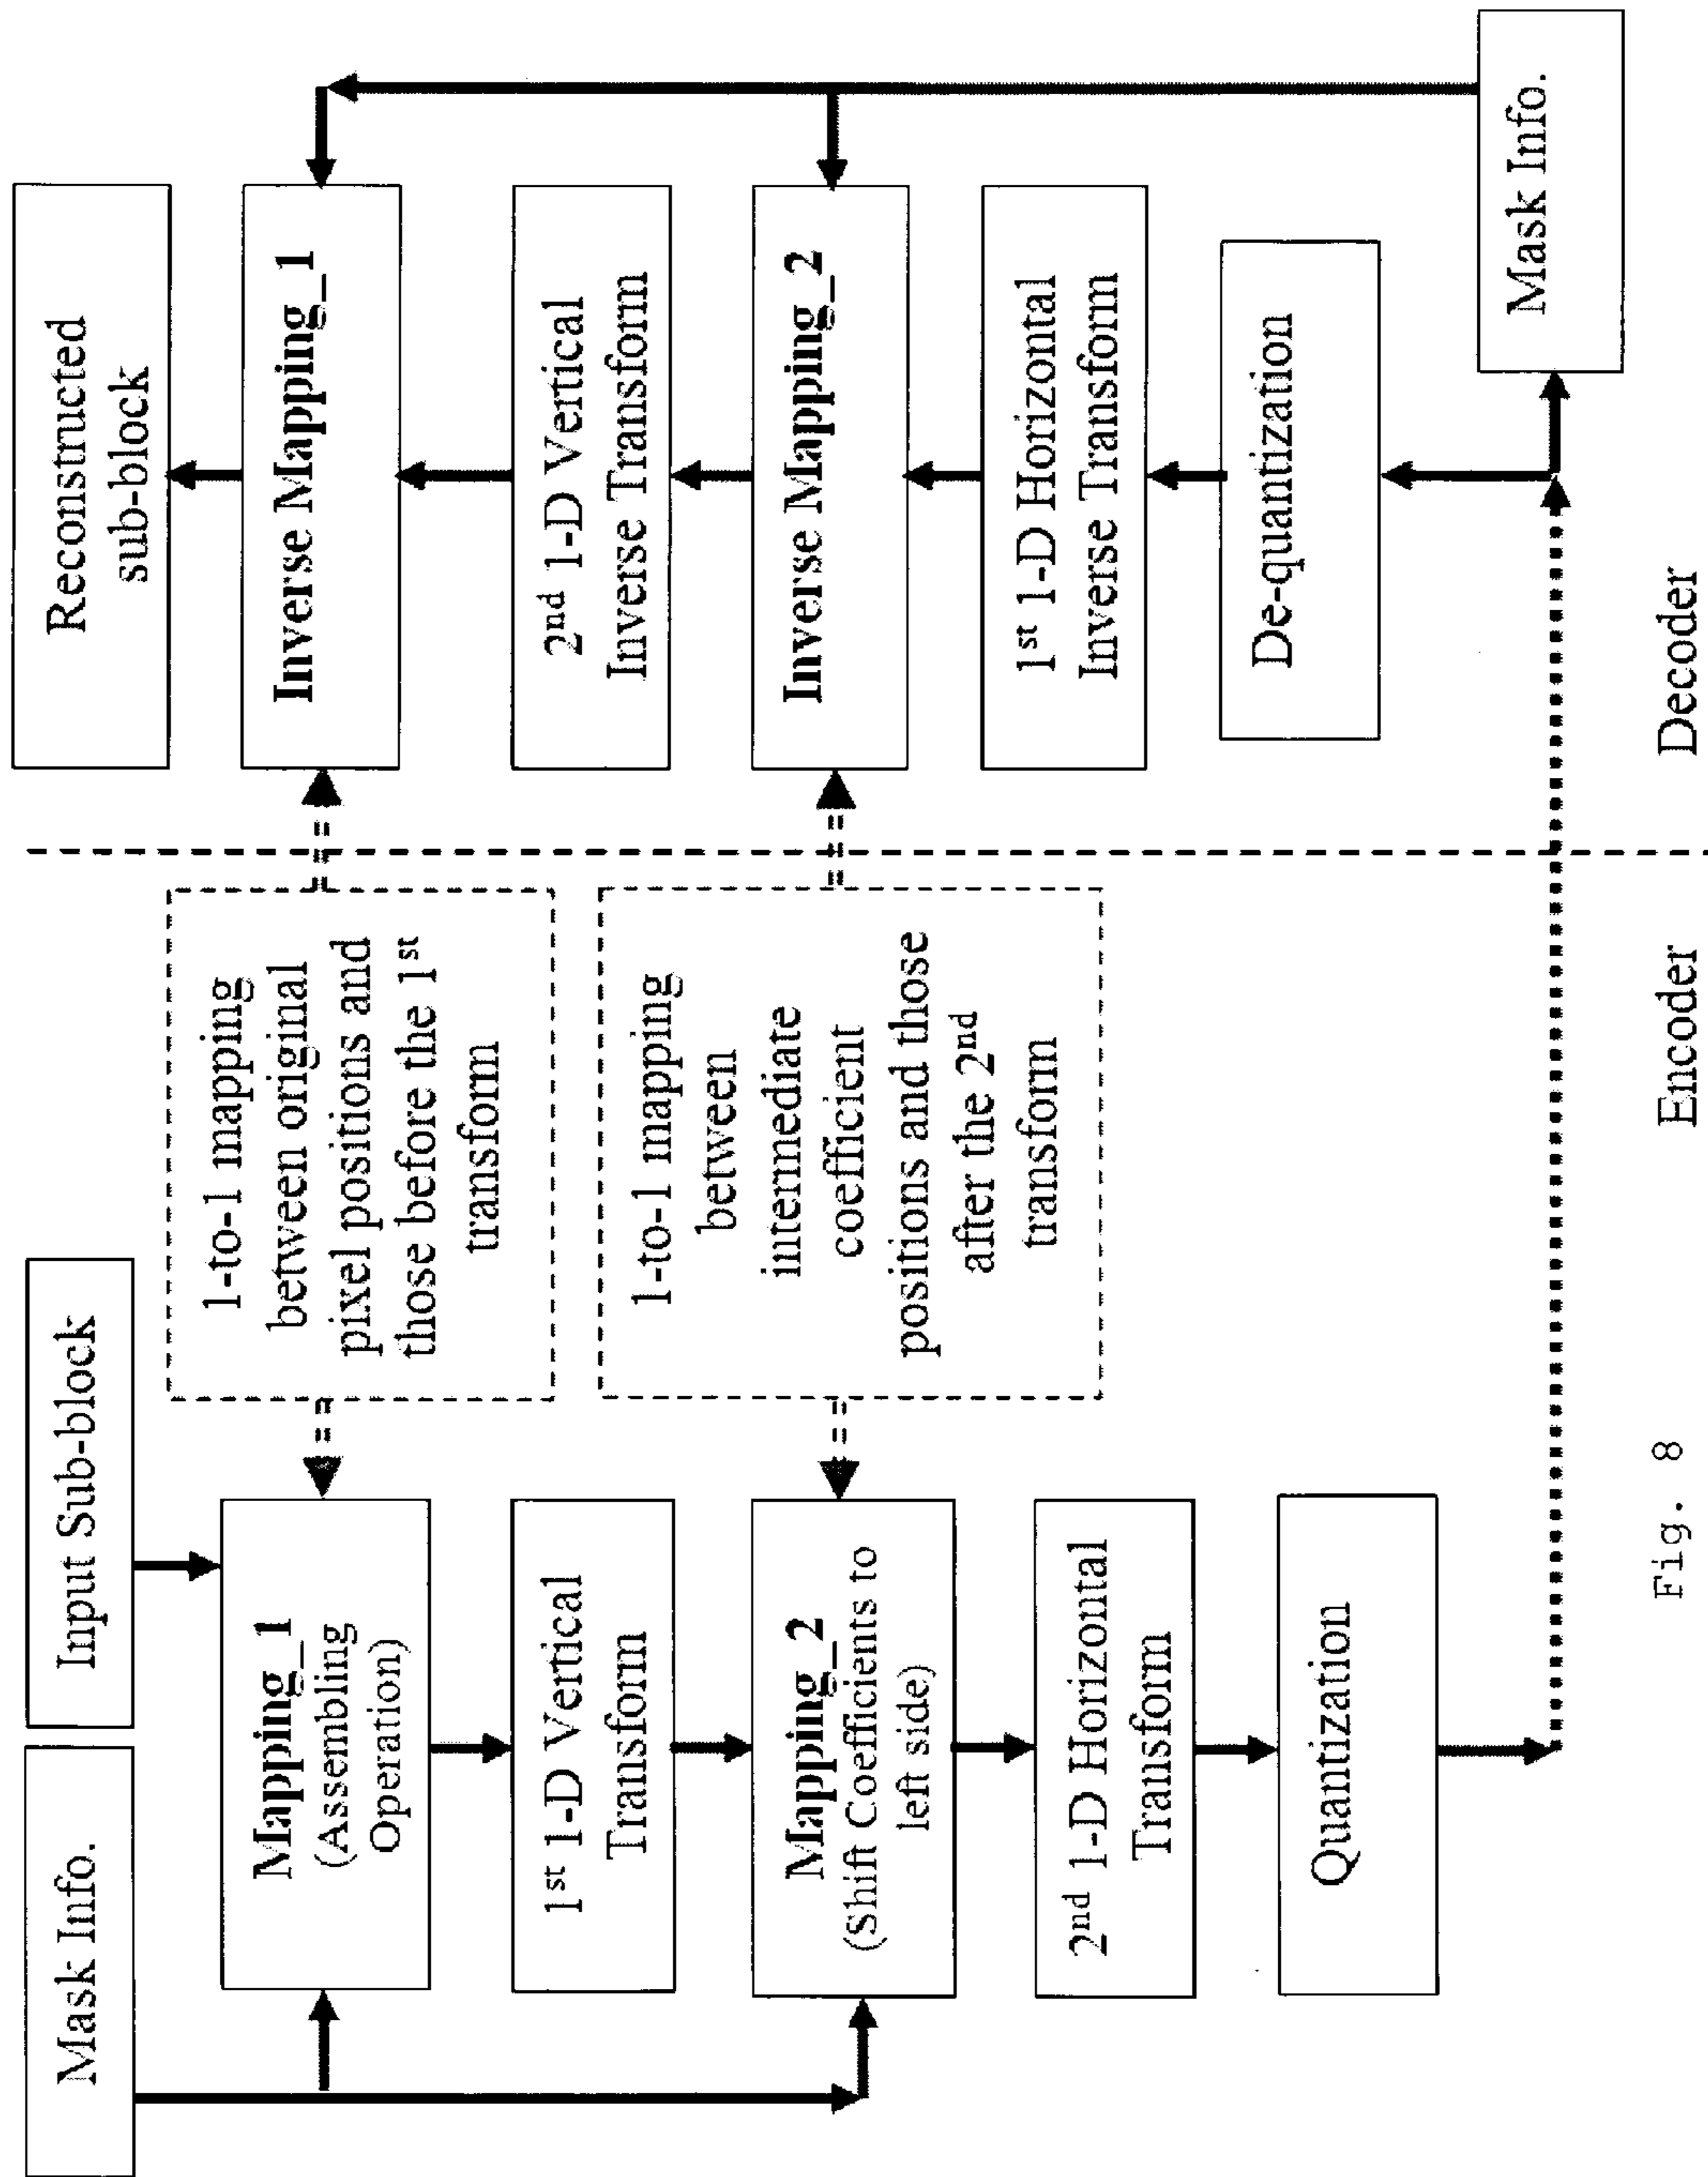 Mask Info.
Input Sub-block
Mapping_1
(Assembling
Operation)
1st 1-D Vertical
Transform
Mapping_2
(Shift Coefficients to
left side)
2nd 1-D Horizontal
Transform
Quantization
1-to-1 mapping
between original
pixel positions and
those before the 1st
transform
1-to-1 mapping
between
intermediate
coefficient
positions and those
after the 2nd
transform
Reconstructed
sub-block
Inverse Mapping_1
2nd 1-D Vertical
Inverse Transform
Inverse Mapping_2
1st 1-D Horizontal
Inverse Transform
De-quantization
Mask Info.
Encoder
Decoder
Fig. 8